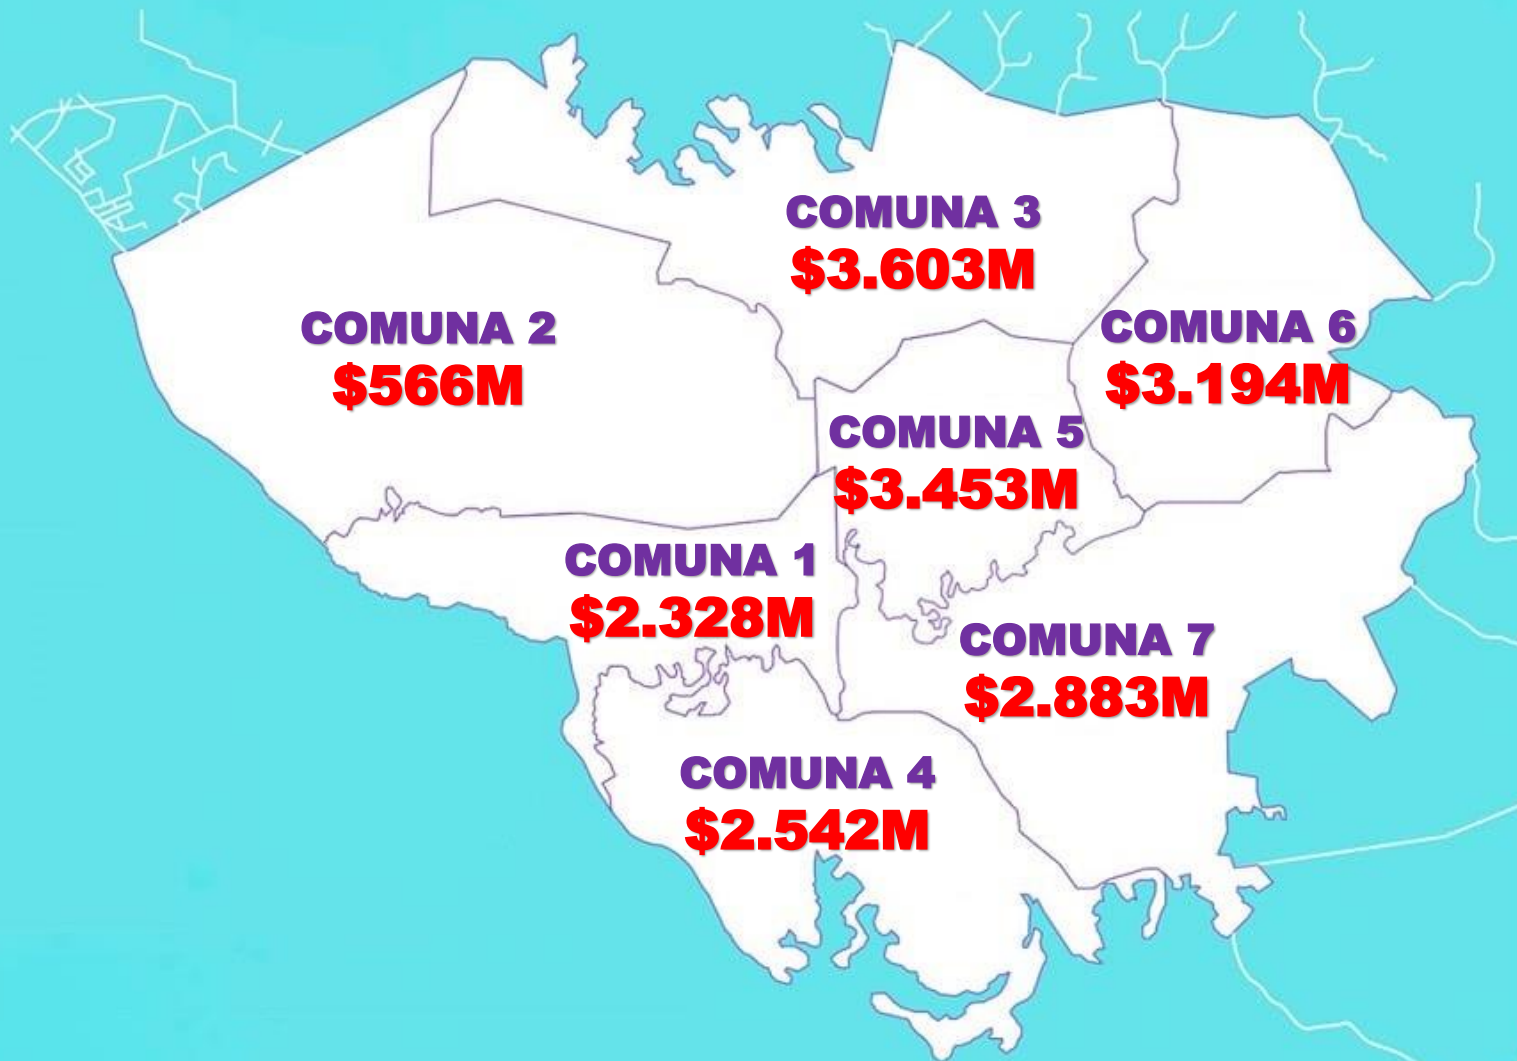 COMUNA 3
$3.603M
COMUNA 2
$566M
COMUNA 6
$3.194M
COMUNA 5
$3.453M
COMUNA 1
$2.328M
COMUNA 7
$2.883M
COMUNA 4
$2.542M